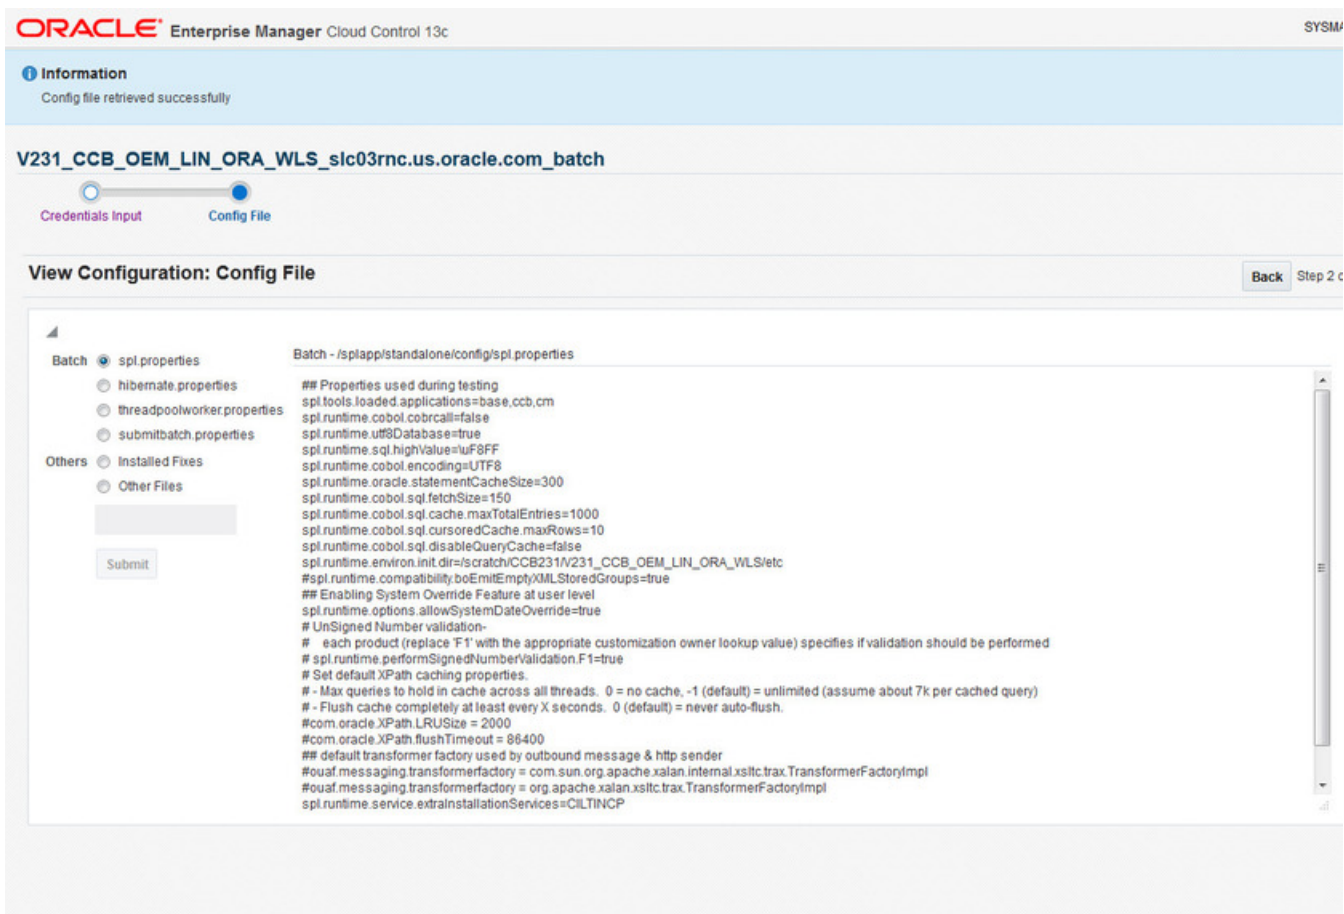 ORACLE® Enterprise Manager Cloud Control 13c
SYSMA
Information
Config file retrieved successfully
V231_CCB_OEM_LIN_ORA_WLS_slc03rnc.us.oracle.com_batch
Credentials Input
Config File
View Configuration: Config File
Back Step 2 o
Batch
spl.properties
hibernate.properties
threadpoolworker.properties
submitbatch.properties
Others
Installed Fixes
Other Files
Submit
Batch - /splapp/standalone/config/spl.properties
## Properties used during testing
spl.tools.loaded.applications=base,ccb,cm
spl.runtime.cobol.cobrcall=false
spl.runtime.utf8Database=true
spl.runtime.sql.highValue=\uF8FF
spl.runtime.cobol.encoding=UTF8
spl.runtime.oracle.statementCacheSize=300
spl.runtime.cobol.sql.fetchSize=150
spl.runtime.cobol.sql.cache.maxTotalEntries=1000
spl.runtime.cobol.sql.cursoredCache.maxRows=10
spl.runtime.cobol.sql.disableQueryCache=false
spl.runtime.environ.init.dir=/scratch/CCB231/V231_CCB_OEM_LIN_ORA_WLS/etc
#spl.runtime.compatibility.boEmitEmptyXMLStoredGroups=true
## Enabling System Override Feature at user level
spl.runtime.options.allowSystemDateOverride=true
# UnSigned Number validation-
#    each product (replace 'F1' with the appropriate customization owner lookup value) specifies if validation should be performed
# spl.runtime.performSignedNumberValidation.F1=true
# Set default XPath caching properties.
# - Max queries to hold in cache across all threads.  0 = no cache, -1 (default) = unlimited (assume about 7k per cached query)
# - Flush cache completely at least every X seconds.  0 (default) = never auto-flush.
#com.oracle.XPath.LRUSize = 2000
#com.oracle.XPath.flushTimeout = 86400
## default transformer factory used by outbound message & http sender
#ouaf.messaging.transformerfactory = com.sun.org.apache.xalan.internal.xsltc.trax.TransformerFactoryImpl
#ouaf.messaging.transformerfactory = org.apache.xalan.xsltc.trax.TransformerFactoryImpl
spl.runtime.service.extraInstallationServices=CILTINCP